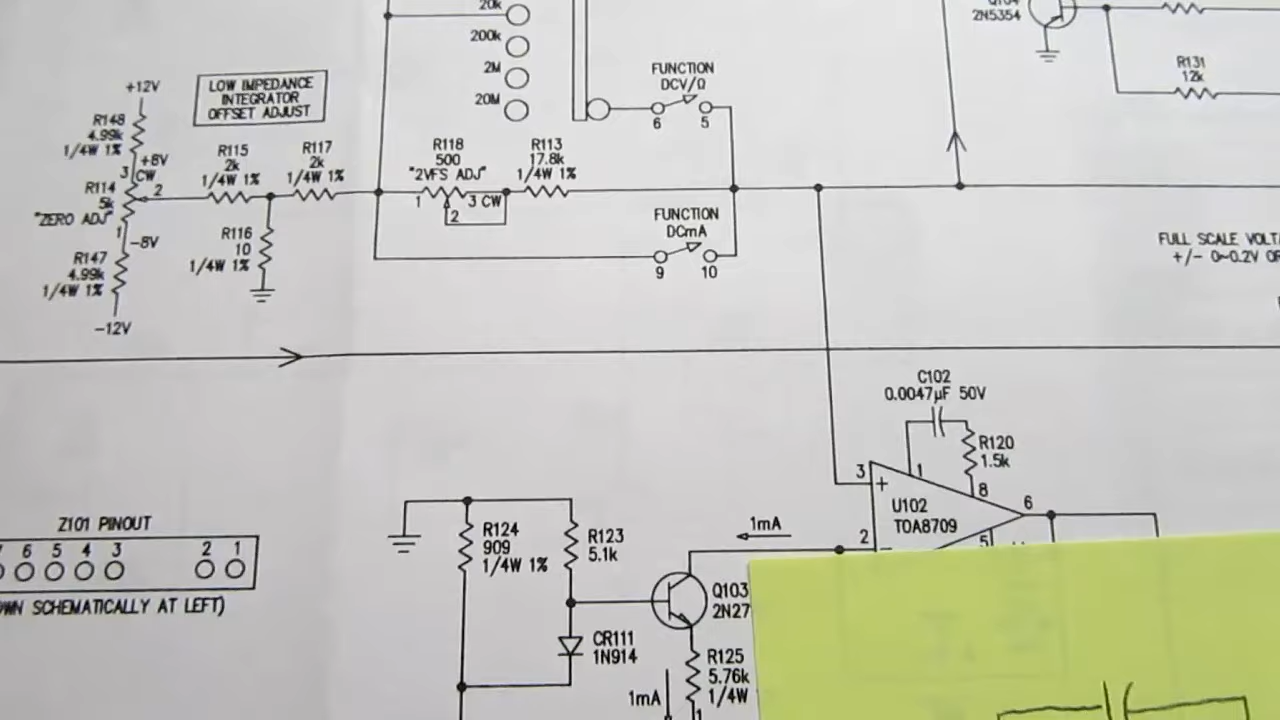 20k
200k
2M
20M
2N5354
R131
12k
FUNCTION
DCV/Ω
6
5
+12V
LOW IMPEDANCE
INTEGRATOR
OFFSET ADJUST
R148
4.99k
1/4W 1%
+8V
3
CW
R114
5k
"ZERO ADJ"
2
1
-8V
R147
4.99k
1/4W 1%
-12V
R115
2k
1/4W 1%
R117
2k
1/4W 1%
R116
10
1/4W 1%
R118
500
"2VFS ADJ"
1
3 CW
2
R113
17.8k
1/4W 1%
FUNCTION
DCmA
9
10
FULL SCALE
+/- 0~0.2V
C102
0.0047µF 50V
R120
1.5k
3
+
1
8
U102
TOA8709
6
2
-
5
Z101 PINOUT
7 6 5 4 3 2 1
SCHEMATICALLY AT LEFT)
R124
909
1/4W 1%
R123
5.1k
1mA
Q103
CR111
1N914
R125
5.76k
1/4W
1mA
1